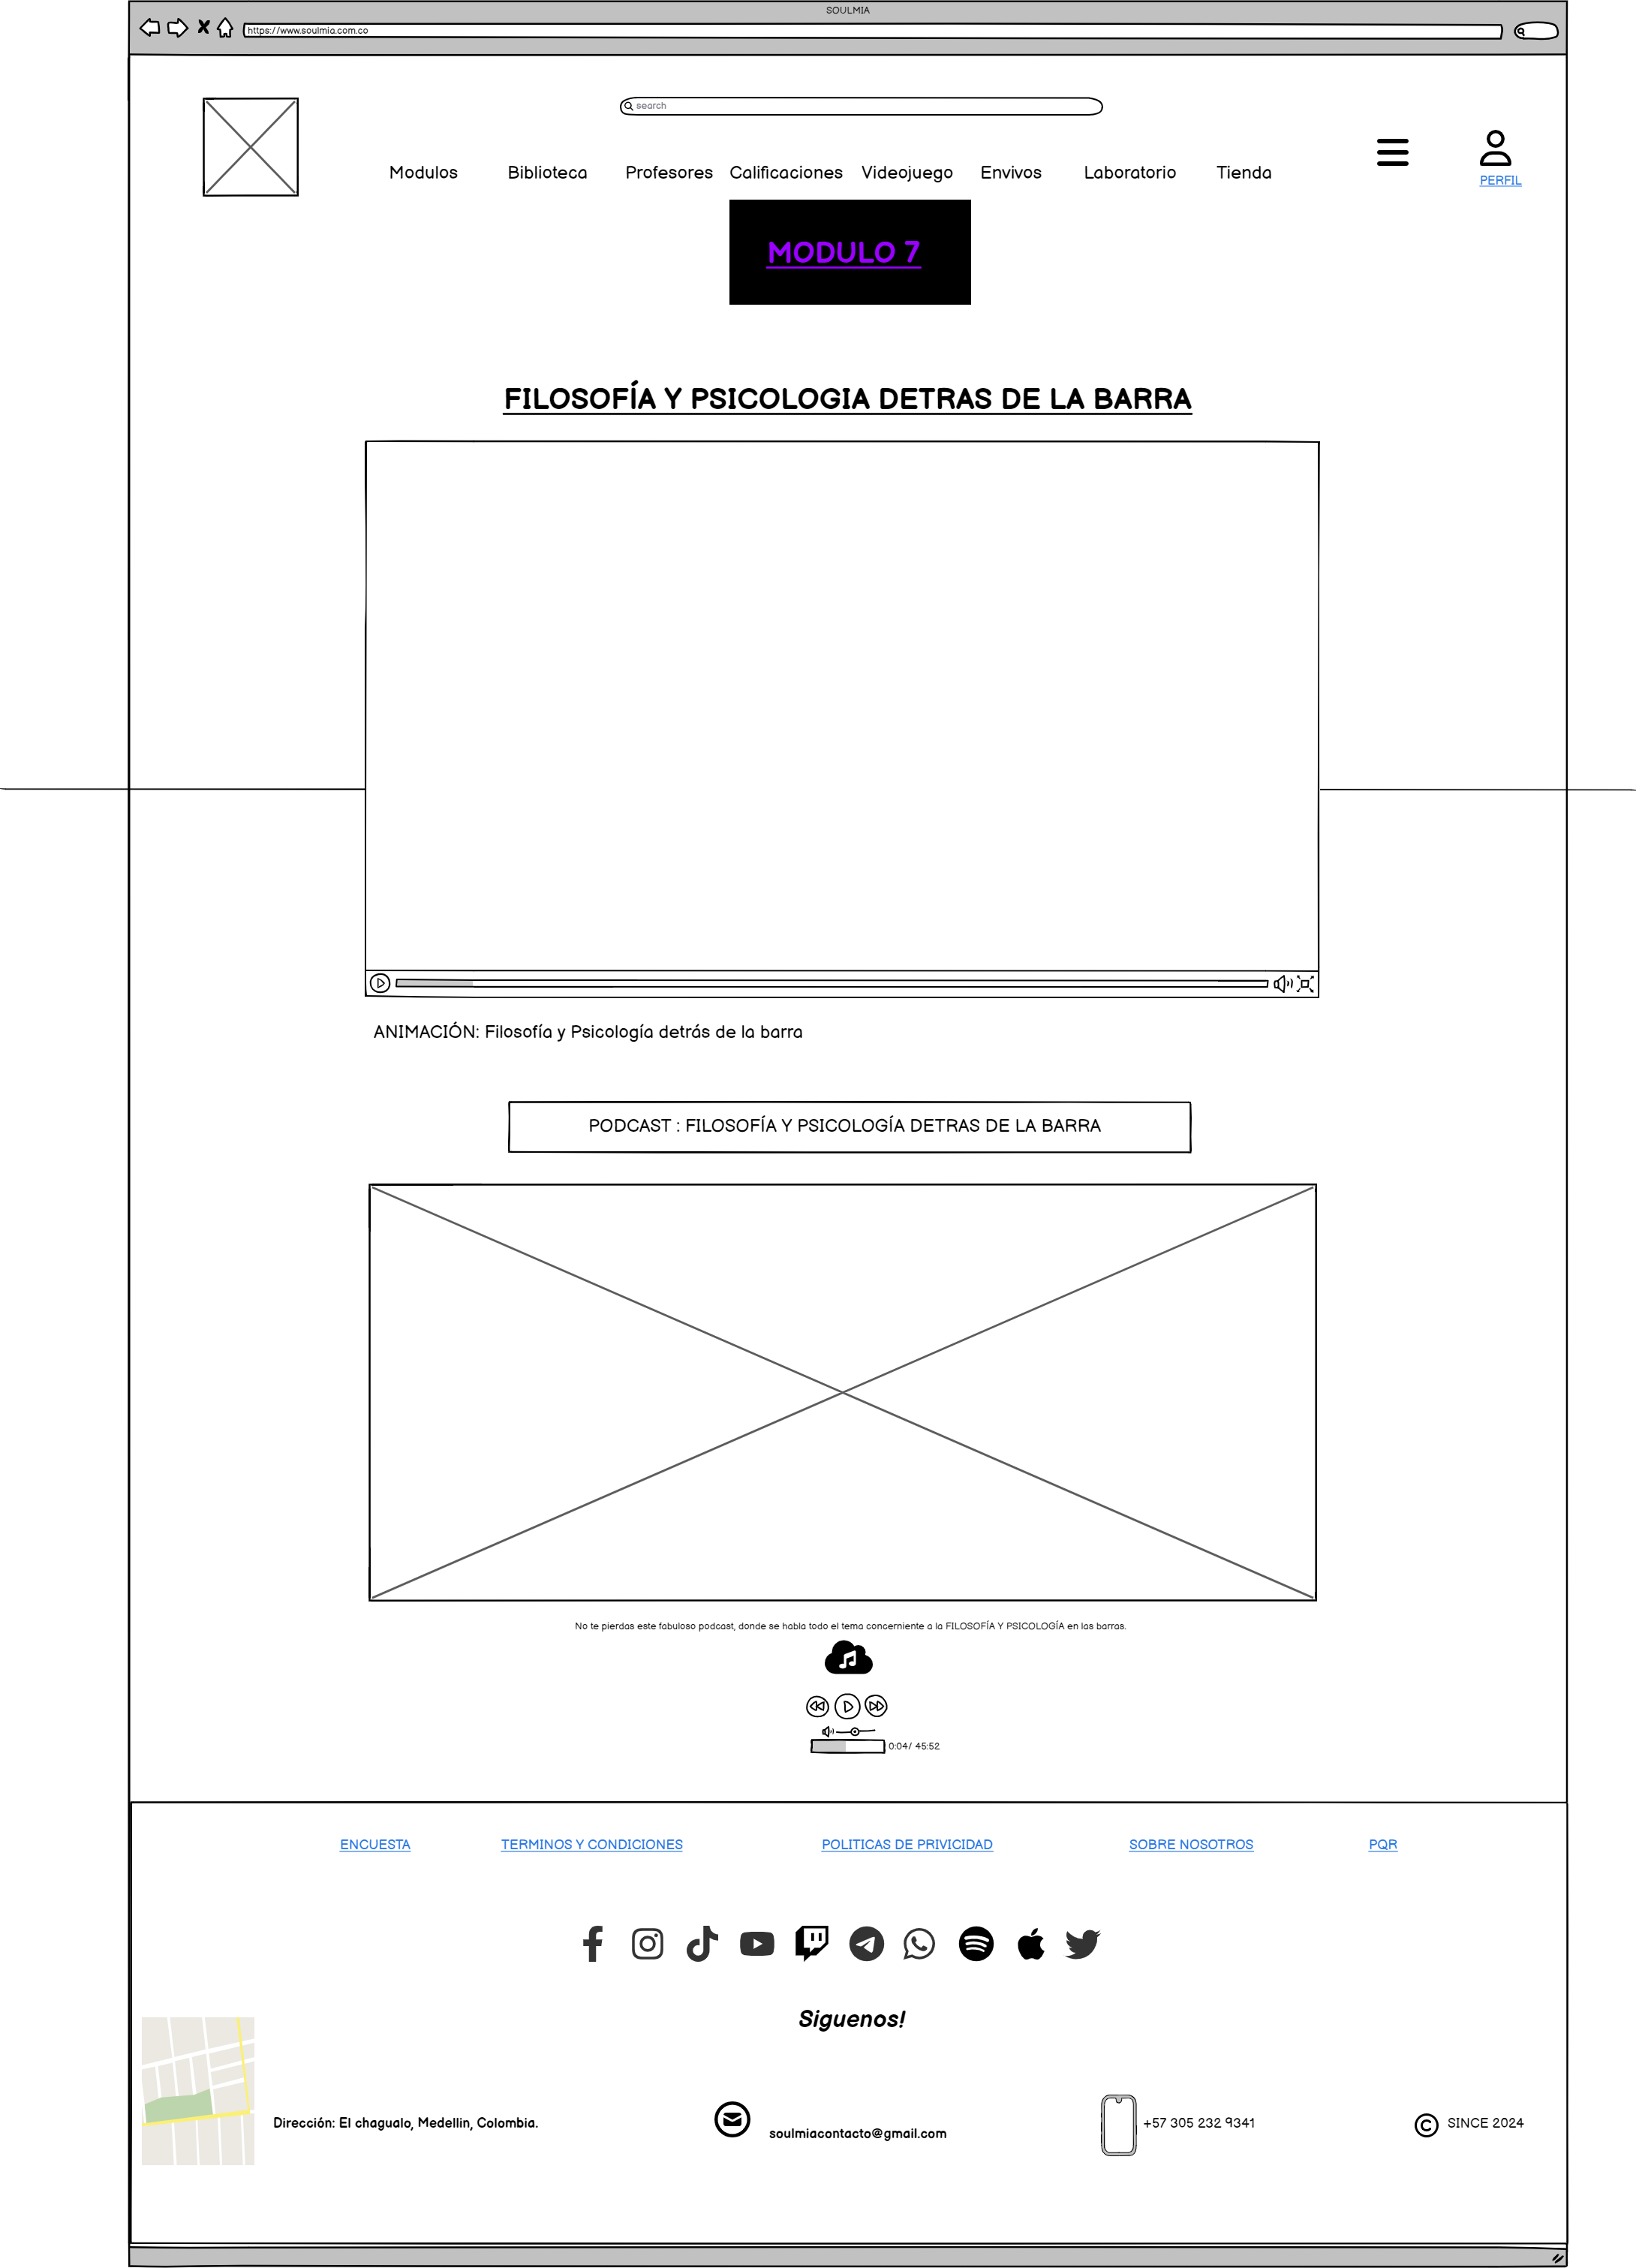 SOULMIA
https://www.soulmia.com.co
search
Modulos Biblioteca Profesores Calificaciones Videojuego Envivos Laboratorio Tienda
PERFIL
MODULO 7
FILOSOFÍA Y PSICOLOGIA DETRAS DE LA BARRA
ANIMACIÓN: Filosofía y Psicología detrás de la barra
PODCAST : FILOSOFÍA Y PSICOLOGÍA DETRAS DE LA BARRA
No te pierdas este fabuloso podcast, donde se habla todo el tema concerniente a la FILOSOFÍA Y PSICOLOGÍA en las barras.
0:04/ 45:52
ENCUESTA TERMINOS Y CONDICIONES POLITICAS DE PRIVICIDAD SOBRE NOSOTROS PQR
Siguenos!
Dirección: El chagualo, Medellin, Colombia.
soulmiacontacto@gmail.com
+57 305 232 9341
© SINCE 2024